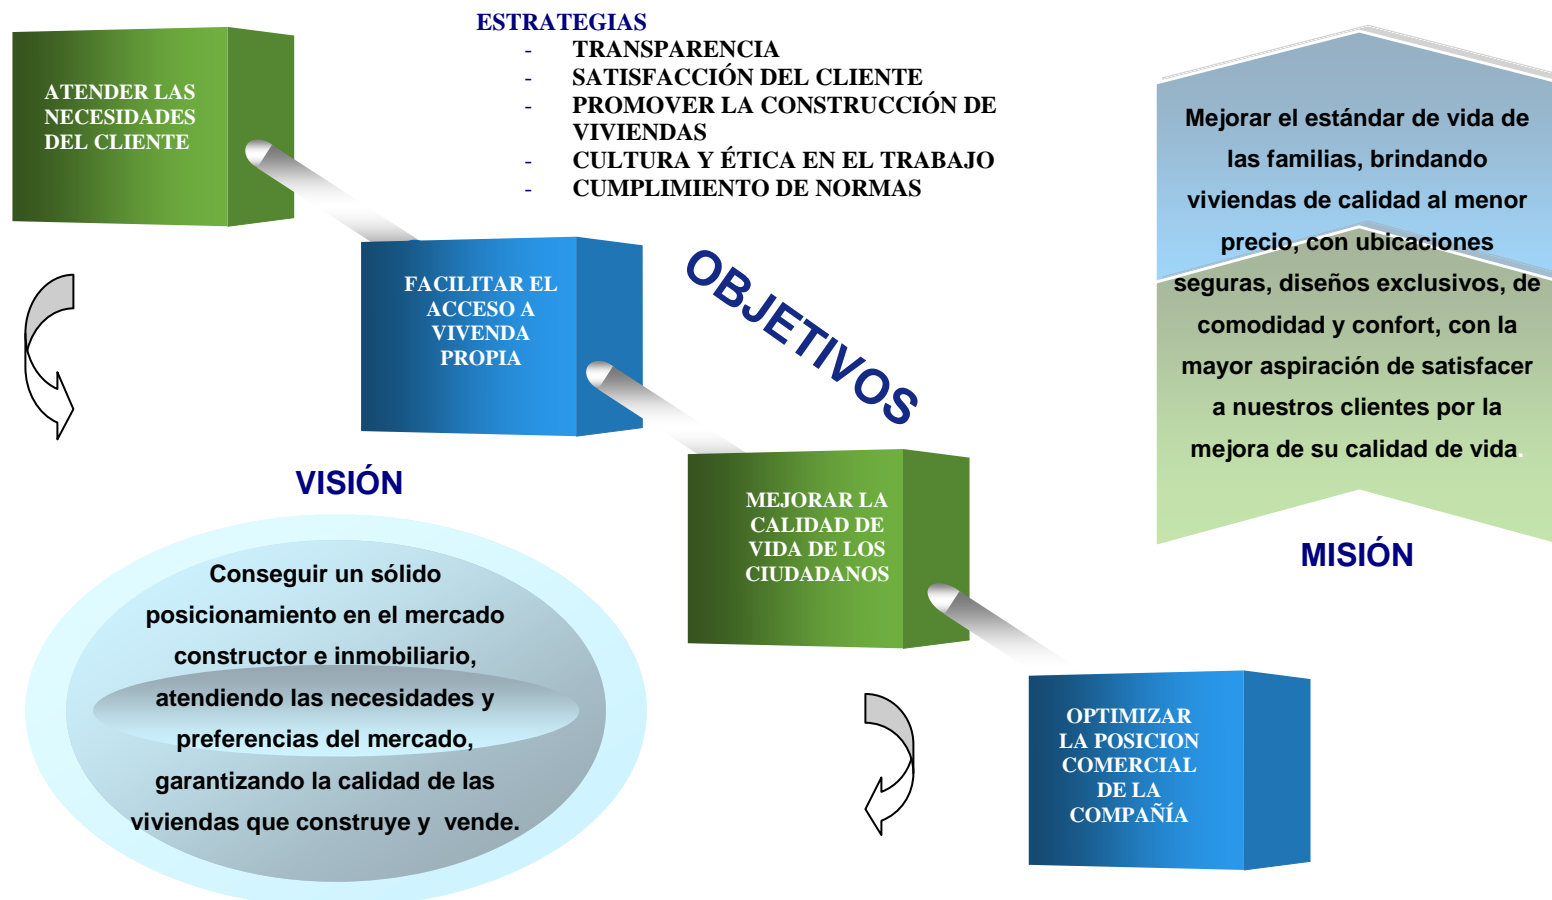 ESTRATEGIAS
- TRANSPARENCIA
- SATISFACCIÓN DEL CLIENTE
- PROMOVER LA CONSTRUCCIÓN DE
VIVIENDAS
- CULTURA Y ÉTICA EN EL TRABAJO
- CUMPLIMIENTO DE NORMAS
ATENDER LAS
NECESIDADES
DEL CLIENTE
FACILITAR EL
ACCESO A
VIVENDA
PROPIA
OBJETIVOS
MEJORAR LA
CALIDAD DE
VIDA DE LOS
CIUDADANOS
OPTIMIZAR
LA POSICION
COMERCIAL
DE LA
COMPAÑÍA
VISIÓN
Conseguir un sólido
posicionamiento en el mercado
constructor e inmobiliario,
atendiendo las necesidades y
preferencias del mercado,
garantizando la calidad de las
viviendas que construye y  vende.
Mejorar el estándar de vida de
las familias, brindando
viviendas de calidad al menor
precio, con ubicaciones
seguras, diseños exclusivos, de
comodidad y confort, con la
mayor aspiración de satisfacer
a nuestros clientes por la
mejora de su calidad de vida.
MISIÓN